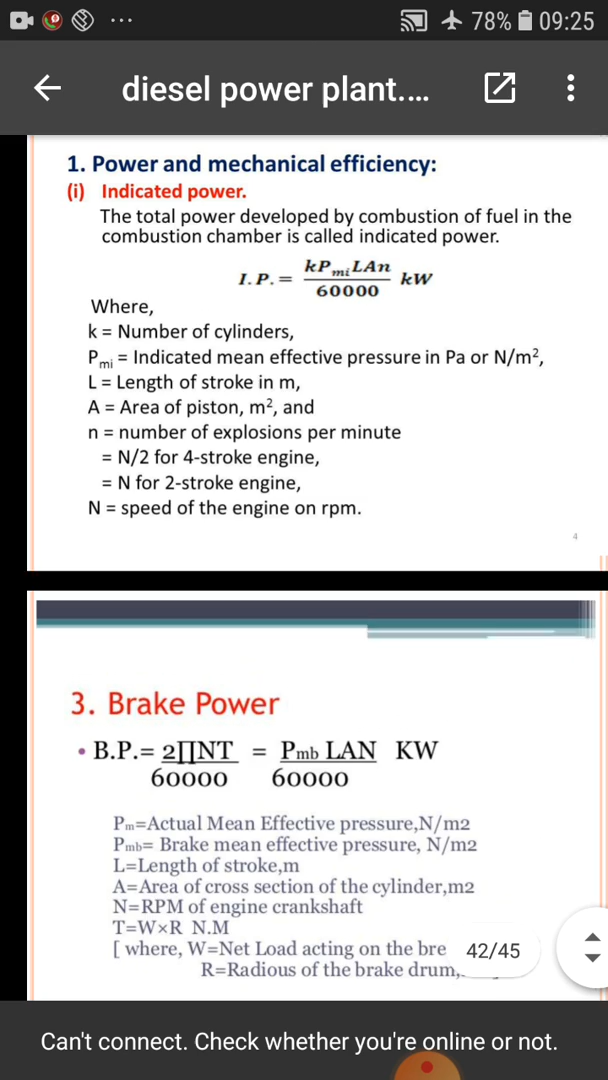 78% 09:25
diesel power plant....
1. Power and mechanical efficiency:
(i) Indicated power.
The total power developed by combustion of fuel in the
combustion chamber is called indicated power.
I.P. = kPmiLAn / 60000 kW
Where,
k = Number of cylinders,
Pmi = Indicated mean effective pressure in Pa or N/m²,
L = Length of stroke in m,
A = Area of piston, m², and
n = number of explosions per minute
= N/2 for 4-stroke engine,
= N for 2-stroke engine,
N = speed of the engine on rpm.
4
3. Brake Power
• B.P.= 2∏NT / 60000 = Pmb LAN / 60000 KW
Pm=Actual Mean Effective pressure,N/m2
Pmb= Brake mean effective pressure, N/m2
L=Length of stroke,m
A=Area of cross section of the cylinder,m2
N=RPM of engine crankshaft
T=W×R N.M
[ where, W=Net Load acting on the bre
42/45
R=Radious of the brake drum,
Can't connect. Check whether you're online or not.